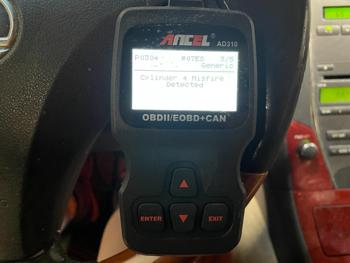 ANCEL
AD310
P0304 #07E8 3/5
Generic
Cylinder 4 Misfire
Detected
OBDII/EOBD+CAN
ENTER EXIT